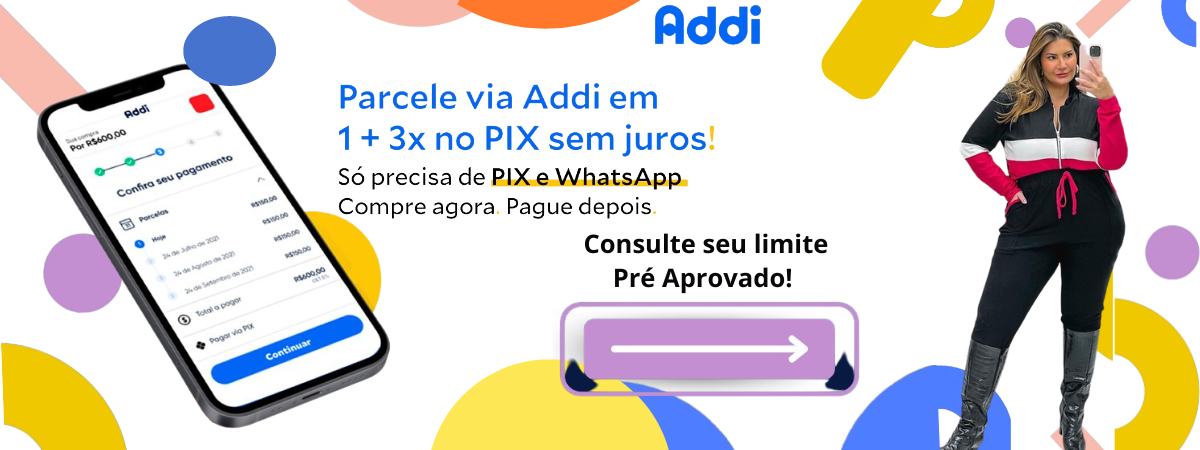 Addi
Parcele via Addi em
1 + 3x no PIX sem juros!
Só precisa de PIX e WhatsApp
Compre agora. Pague depois.
Consulte seu limite
Pré Aprovado!
Addi
Sua compra
Por R$600,00
Confira seu pagamento
Parcelas
Hoje R$150,00
24 de Julho de 2021 R$150,00
24 de Agosto de 2021 R$150,00
24 de Setembro de 2021 R$150,00
Total a pagar R$600,00
Pagar via PIX
Continuar